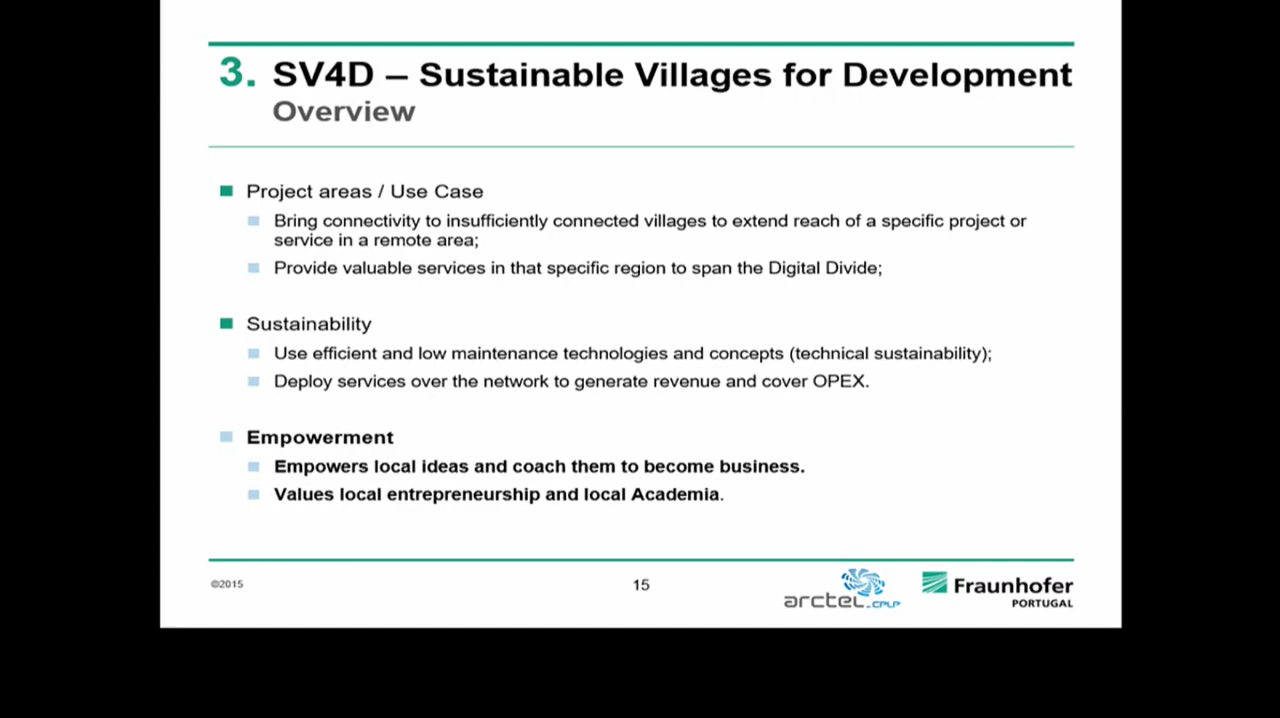 3. SV4D – Sustainable Villages for Development
Overview
Project areas / Use Case
Bring connectivity to insufficiently connected villages to extend reach of a specific project or
service in a remote area;
Provide valuable services in that specific region to span the Digital Divide;
Sustainability
Use efficient and low maintenance technologies and concepts (technical sustainability);
Deploy services over the network to generate revenue and cover OPEX.
Empowerment
Empowers local ideas and coach them to become business.
Values local entrepreneurship and local Academia.
©2015
15
arctel-CPLP
Fraunhofer
PORTUGAL